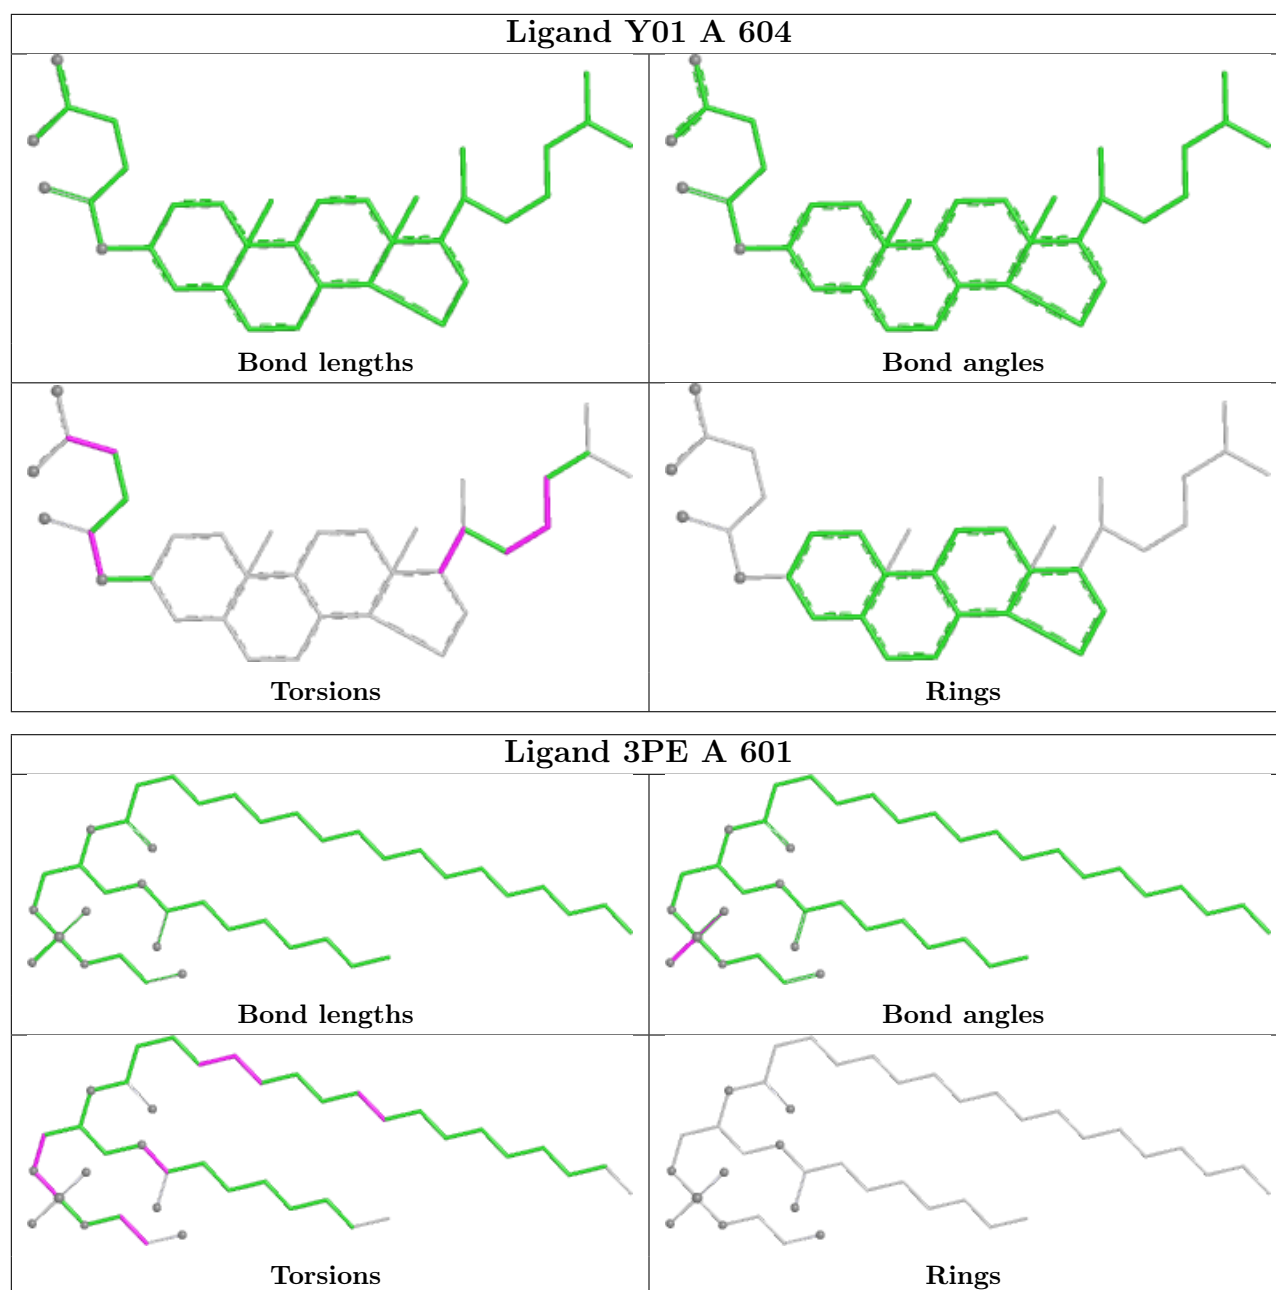 Ligand Y01 A 604
Bond lengths
Bond angles
Torsions
Rings
Ligand 3PE A 601
Bond lengths
Bond angles
Torsions
Rings